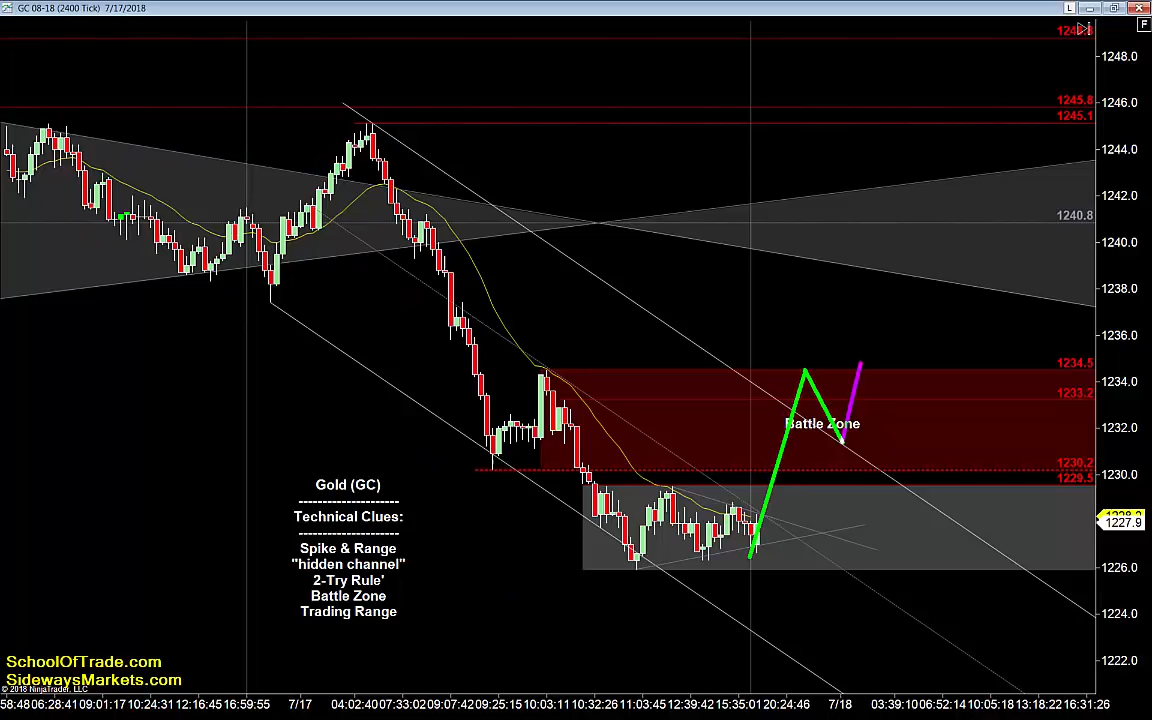 GC 08-18 (2400 Tick) 7/17/2018
L
F
1248.0
1245.8
1246.0
1245.1
1244.0
1242.0
1240.8
1240.0
1238.0
1236.0
1234.5
1234.0
1233.2
Battle Zone
1232.0
1230.2
1230.0
1229.5
1227.9
1226.0
1224.0
1222.0
Gold (GC)
--------------------
Technical Clues:
--------------------
Spike & Range
"hidden channel"
2-Try Rule'
Battle Zone
Trading Range
SchoolOfTrade.com
SidewaysMarkets.com
© 2018 NinjaTrader, LLC
58:48 06:28:41 09:01:17 10:24:31 12:16:45 16:59:55 7/17 04:02:40 07:33:02 09:07:42 09:25:15 10:03:11 10:32:26 11:03:45 12:39:42 15:35:01 20:24:46 7/18 03:39:10 06:52:14 10:05:18 13:18:22 16:31:26